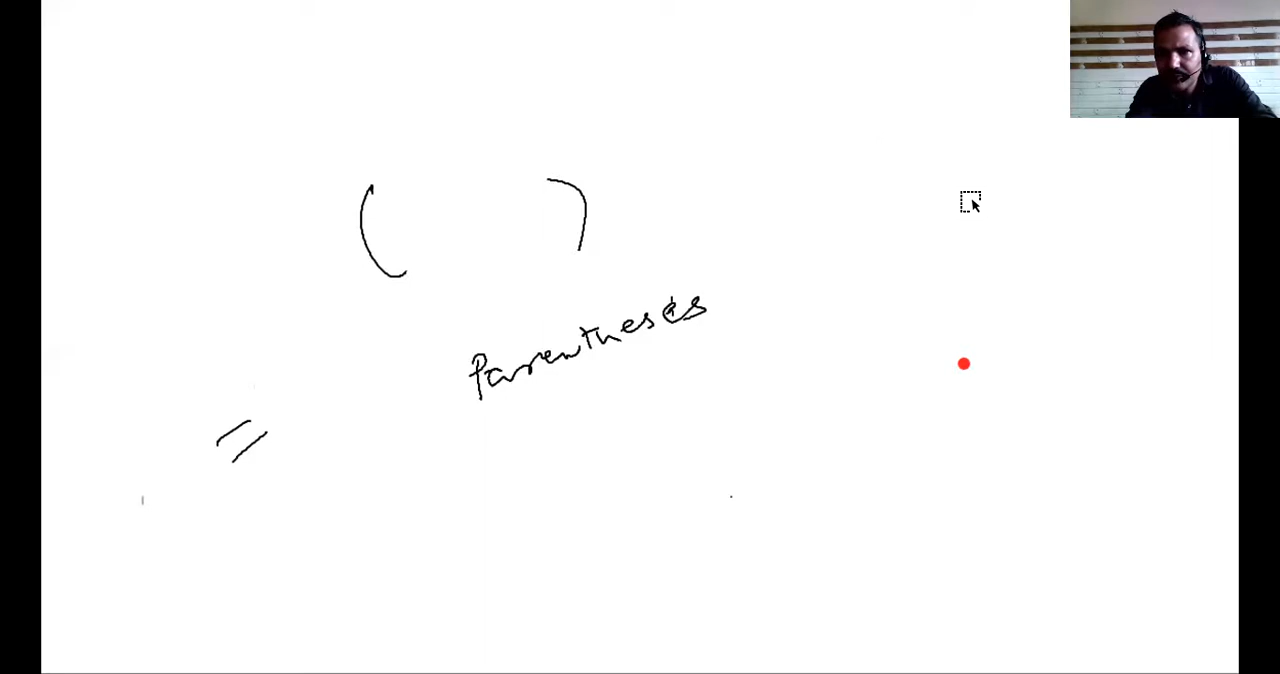 ( )
Parentheses
=